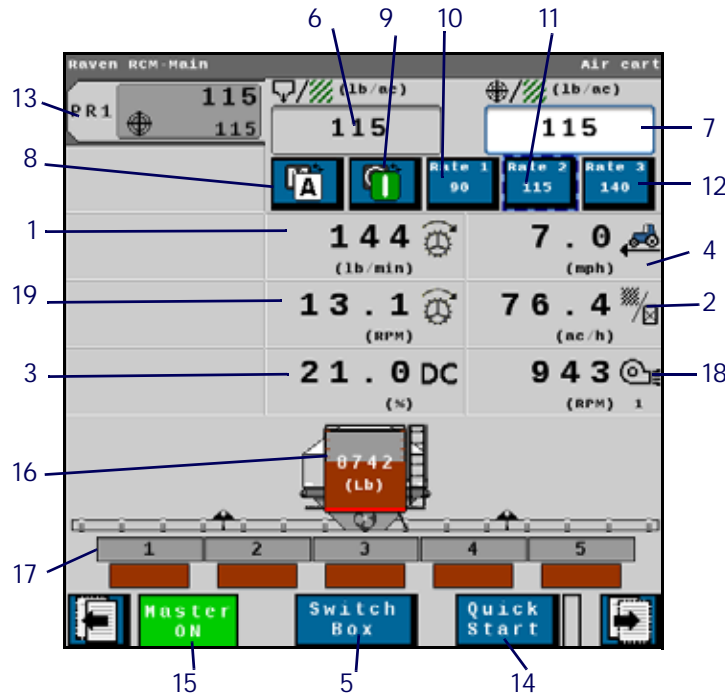 6 9 10 11
Raven RCM-Main Air cart
(lb/ac) (lb/ac)
13 PR1 115
115
115 115 7
8 A Rate 1 Rate 2 Rate 3
90 115 140 12
1 144 7.0 4
(lb/min) (mph)
19 13.1 76.4 2
(RPM) (ac/h)
3 21.0 DC 943 18
(%) (RPM) 1
16 8742
(Lb)
17 1 2 3 4 5
Master Switch Quick
ON Box Start
15 5 14